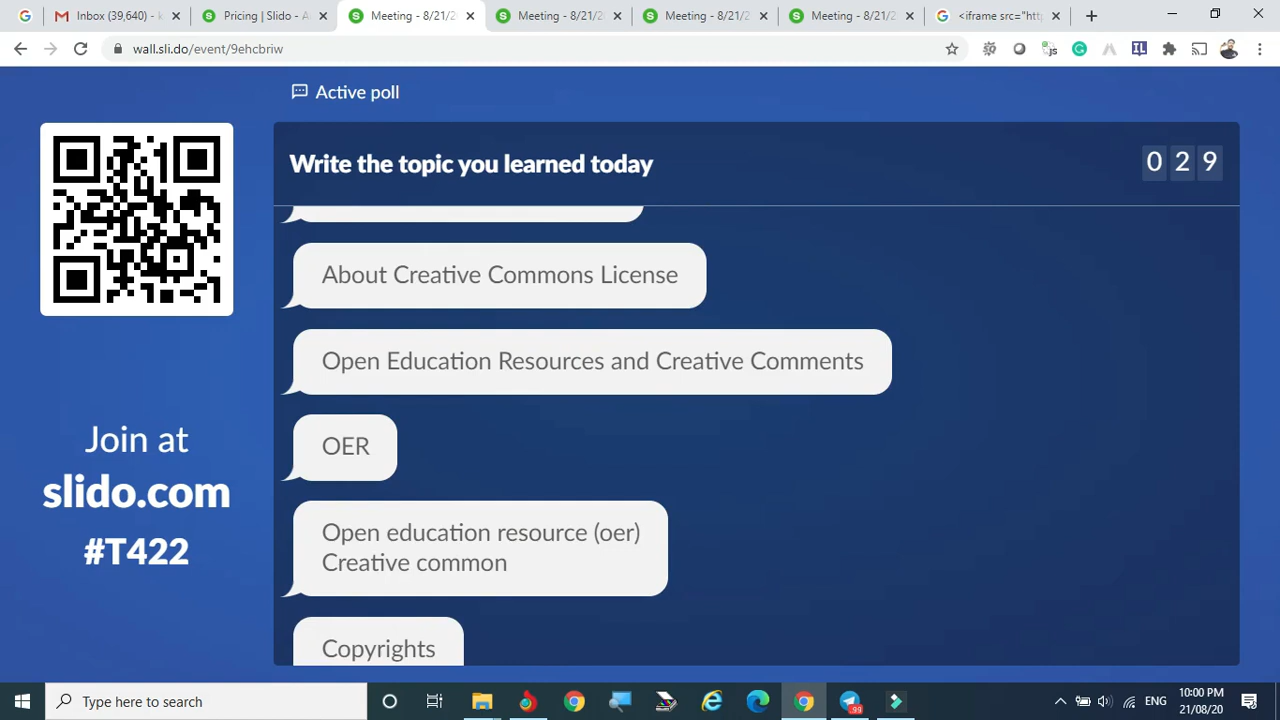 Inbox (39,640) - k
Pricing | Slido - A
Meeting - 8/21/2
Meeting - 8/21/2
Meeting - 8/21/2
Meeting - 8/21/2
<iframe src="http
wall.sli.do/event/9ehcbriw
Active poll
Write the topic you learned today
0 2 9
About Creative Commons License
Open Education Resources and Creative Comments
OER
Open education resource (oer)
Creative common
Copyrights
Join at
slido.com
#T422
Type here to search
ENG
10:00 PM
21/08/20